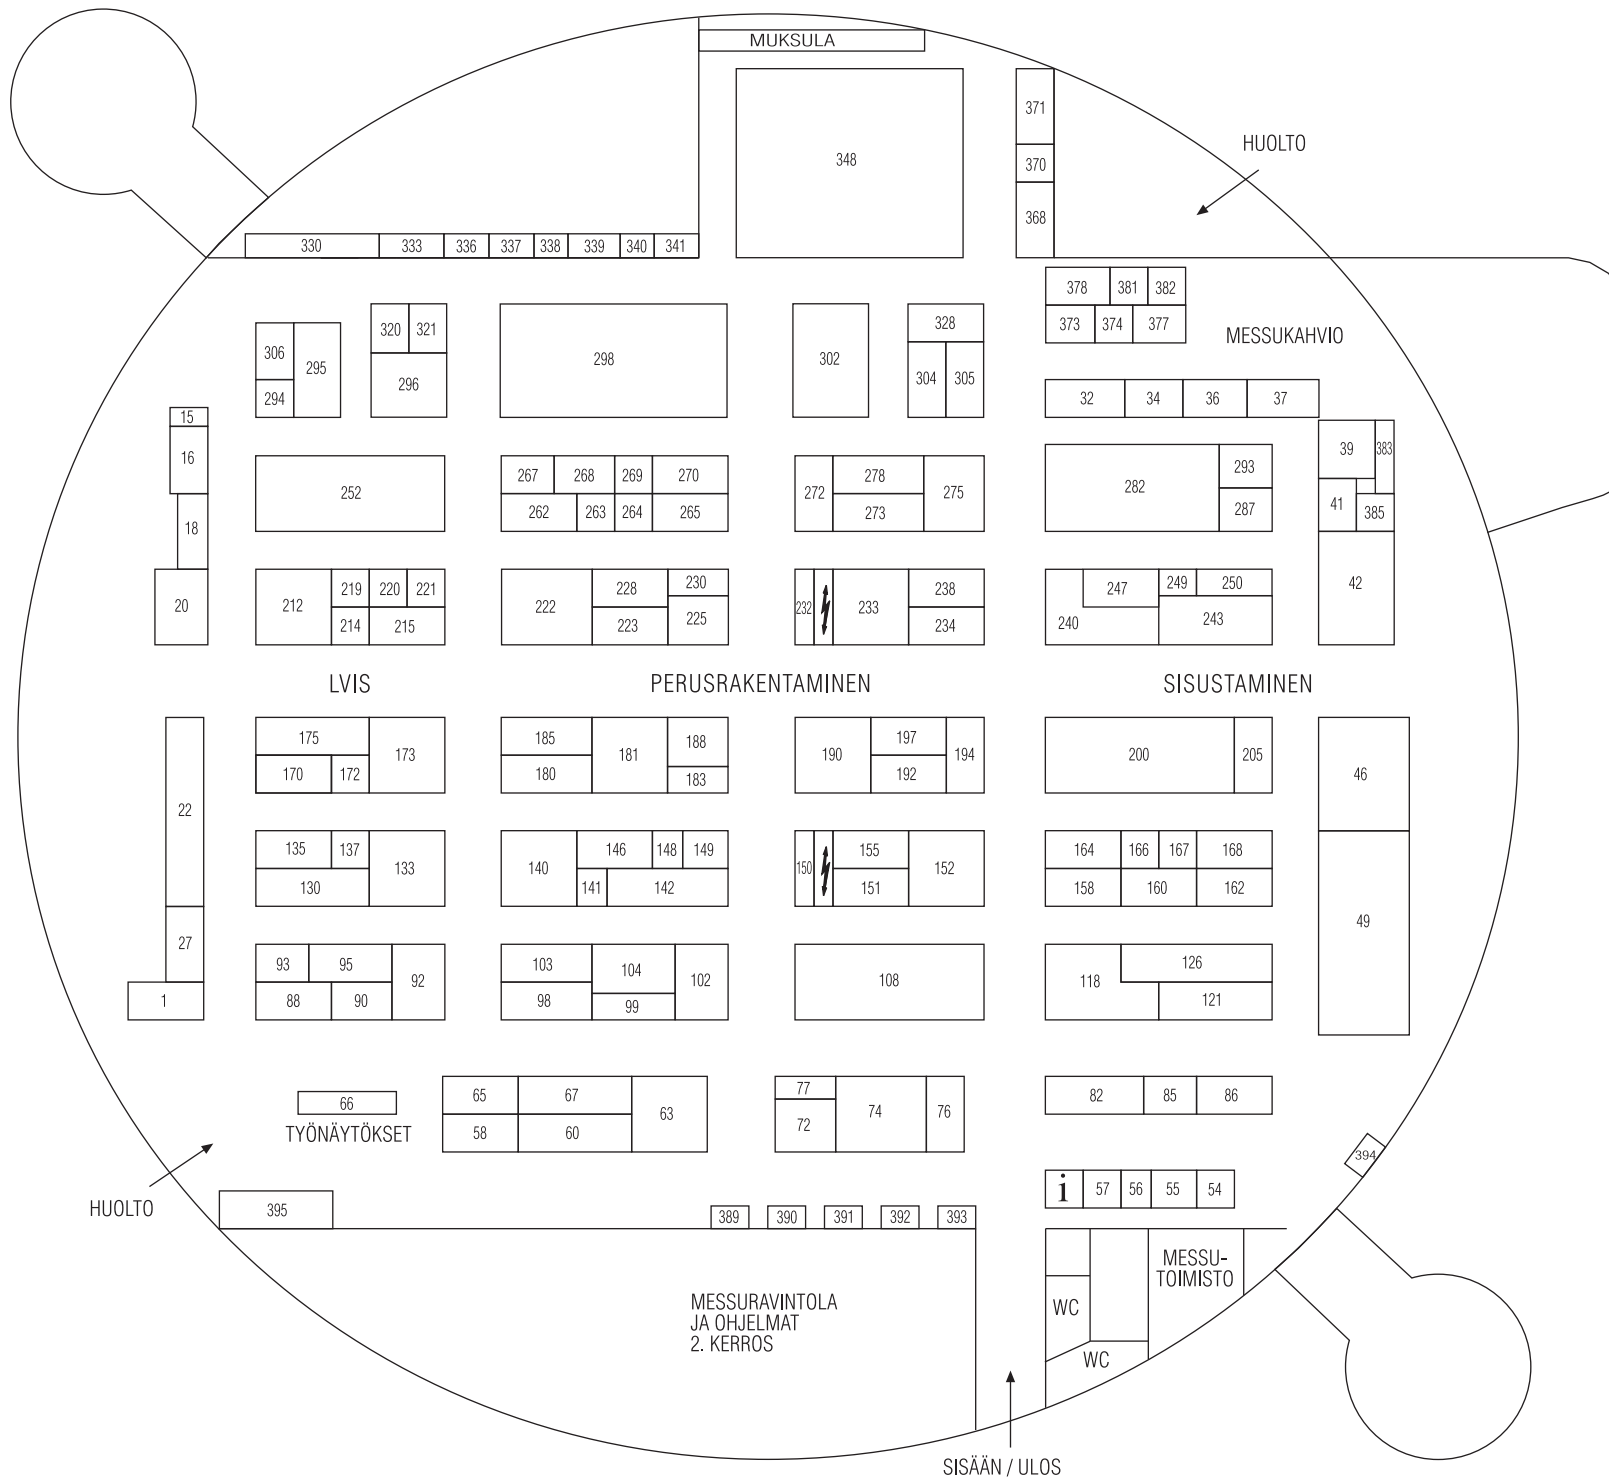 MUKSULA
371
HUOLTO
348
370
368
330 333 336 337 338 339 340 341
378 381 382
373 374 377
MESSUKAHVIO
320 321
306 295
294
296
298
302
328
304 305
32 34 36 37
15
16
18
20
252
267 268 269 270
262 263 264 265
272 278 275
273
282 293
287
39 383
41 385
42
212 219 220 221
214 215
222 228 230
223 225
232 233 238
234
247 249 250
240 243
LVIS
PERUSRAKENTAMINEN
SISUSTAMINEN
22
27
1
175 173
170 172
185 181 188
180 183
190 197 194
192
200 205
46
49
135 137 133
130
140 146 148 149
141 142
150 155 152
151
164 166 167 168
158 160 162
93 95 92
88 90
103 104 102
98 99
108
118 126
121
66
TYÖNÄYTÖKSET
65 67 63
58 60
77 74 76
72
82 85 86
394
i 57 56 55 54
HUOLTO
395
389 390 391 392 393
MESSURAVINTOLA
JA OHJELMAT
2. KERROS
MESSU-
TOIMISTO
WC
WC
SISÄÄN / ULOS